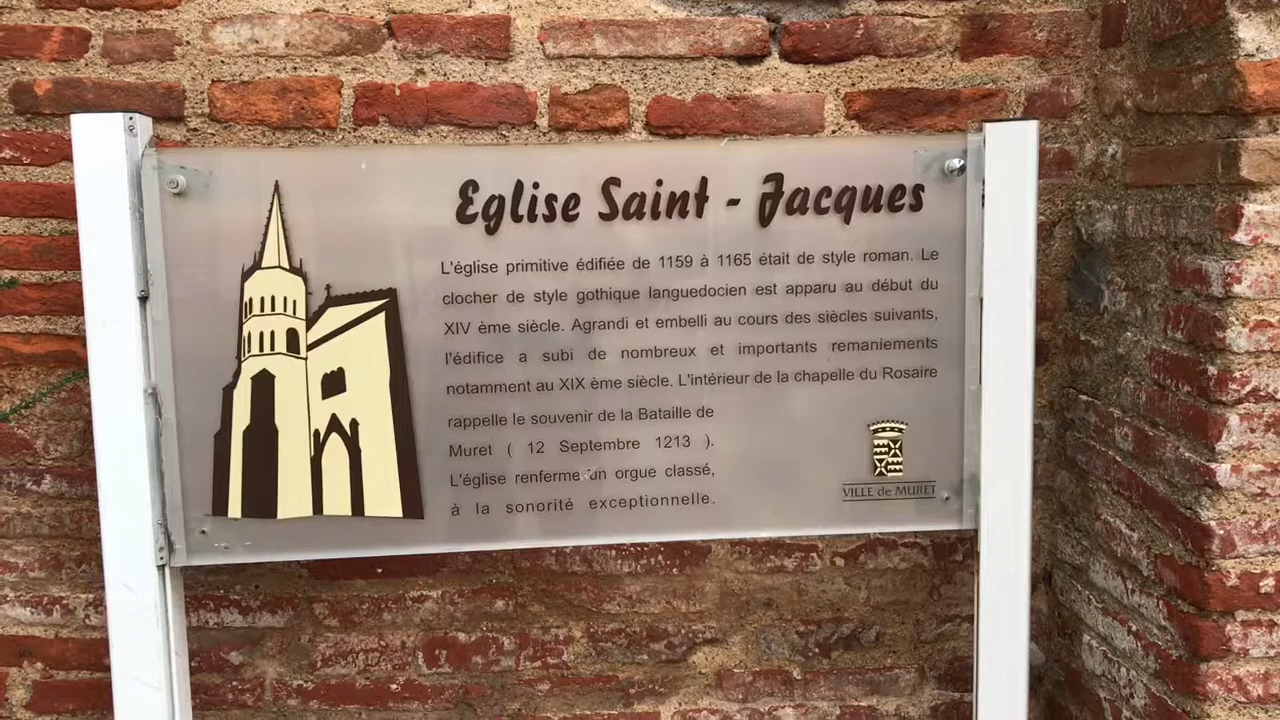 Eglise Saint - Jacques
L'église primitive édifiée de 1159 à 1165 était de style roman. Le
clocher de style gothique languedocien est apparu au début du
XIV ème siècle. Agrandi et embelli au cours des siècles suivants,
l'édifice a subi de nombreux et importants remaniements
notamment au XIX ème siècle. L'intérieur de la chapelle du Rosaire
rappelle le souvenir de la Bataille de
Muret ( 12 Septembre 1213 ).
L'église renferme un orgue classé,
à la sonorité exceptionnelle.
VILLE de MURET